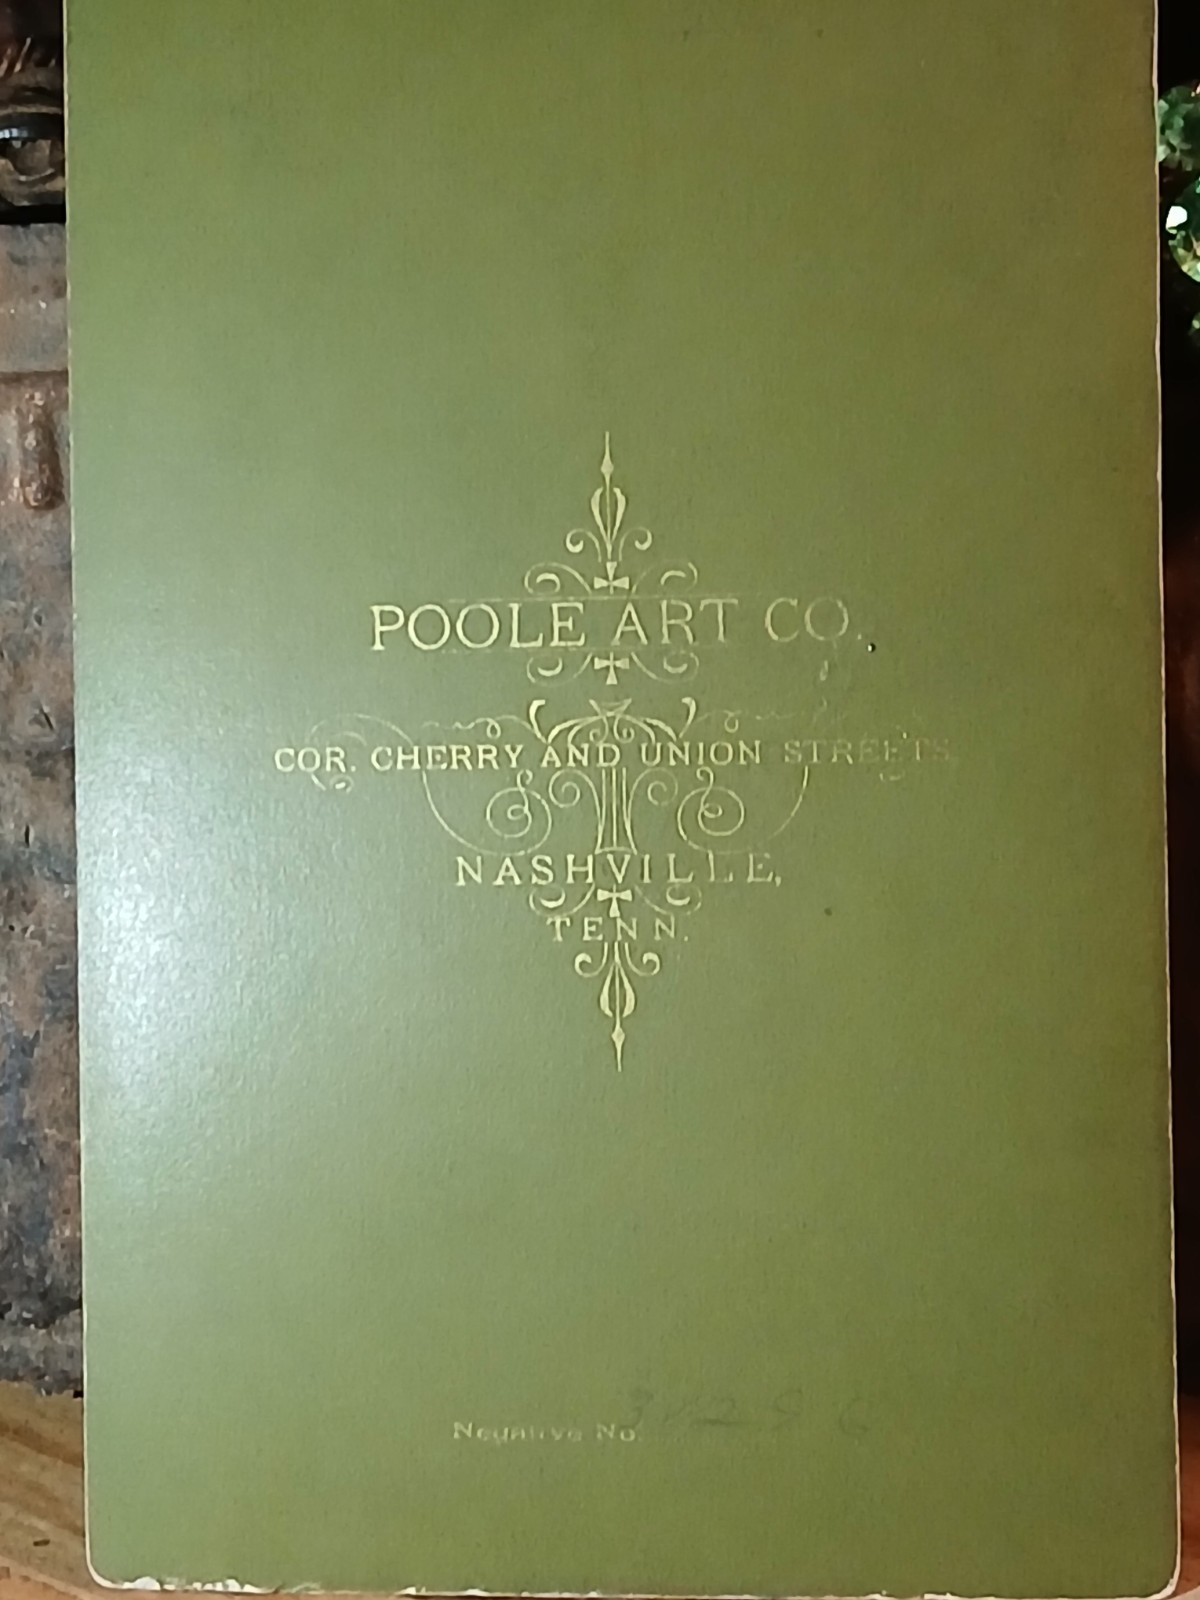 POOLE ART CO.
COR. CHERRY AND UNION STREETS.
NASHVILLE,
TENN.
Negative No.